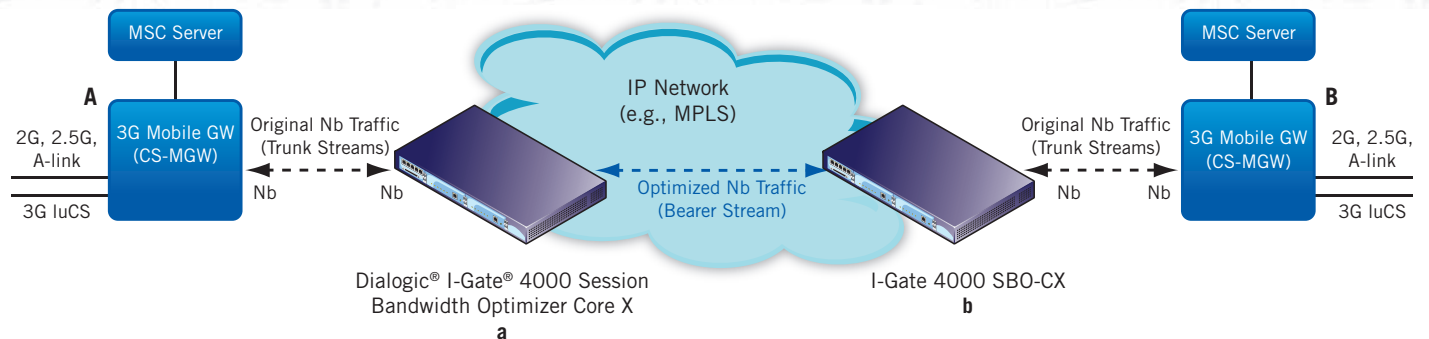 MSC Server
A
3G Mobile GW
(CS-MGW)
2G, 2.5G,
A-link
3G luCS
Original Nb Traffic
(Trunk Streams)
Nb
Nb
IP Network
(e.g., MPLS)
Optimized Nb Traffic
(Bearer Stream)
Dialogic® I-Gate® 4000 Session
Bandwidth Optimizer Core X
a
I-Gate 4000 SBO-CX
b
Original Nb Traffic
(Trunk Streams)
Nb
Nb
MSC Server
B
3G Mobile GW
(CS-MGW)
2G, 2.5G,
A-link
3G luCS